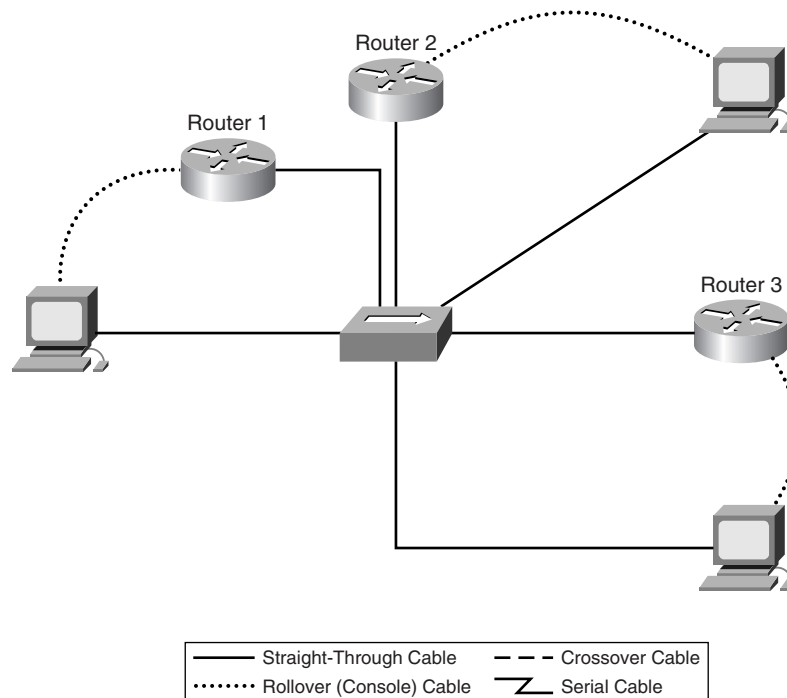 Router 2
Router 1
Router 3
Straight-Through Cable
Crossover Cable
Rollover (Console) Cable
Serial Cable